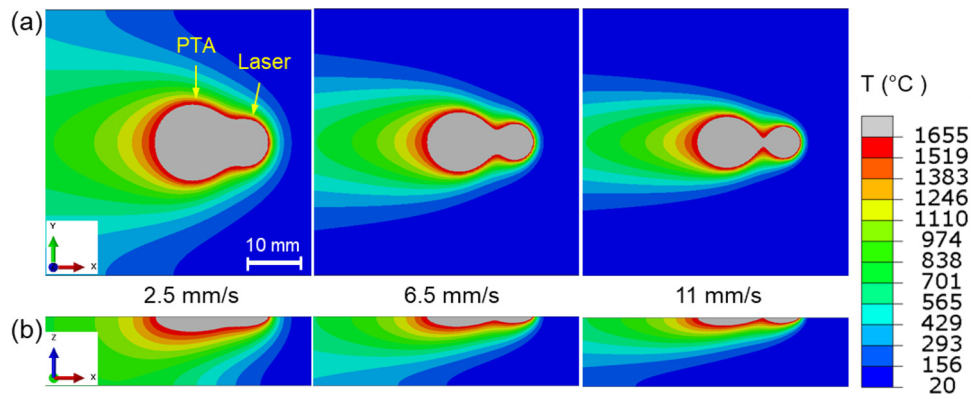 (a)
PTA
Laser
Y
X
10 mm
2.5 mm/s
6.5 mm/s
11 mm/s
(b)
Z
X
T (°C)
1655
1519
1383
1246
1110
974
838
701
565
429
293
156
20